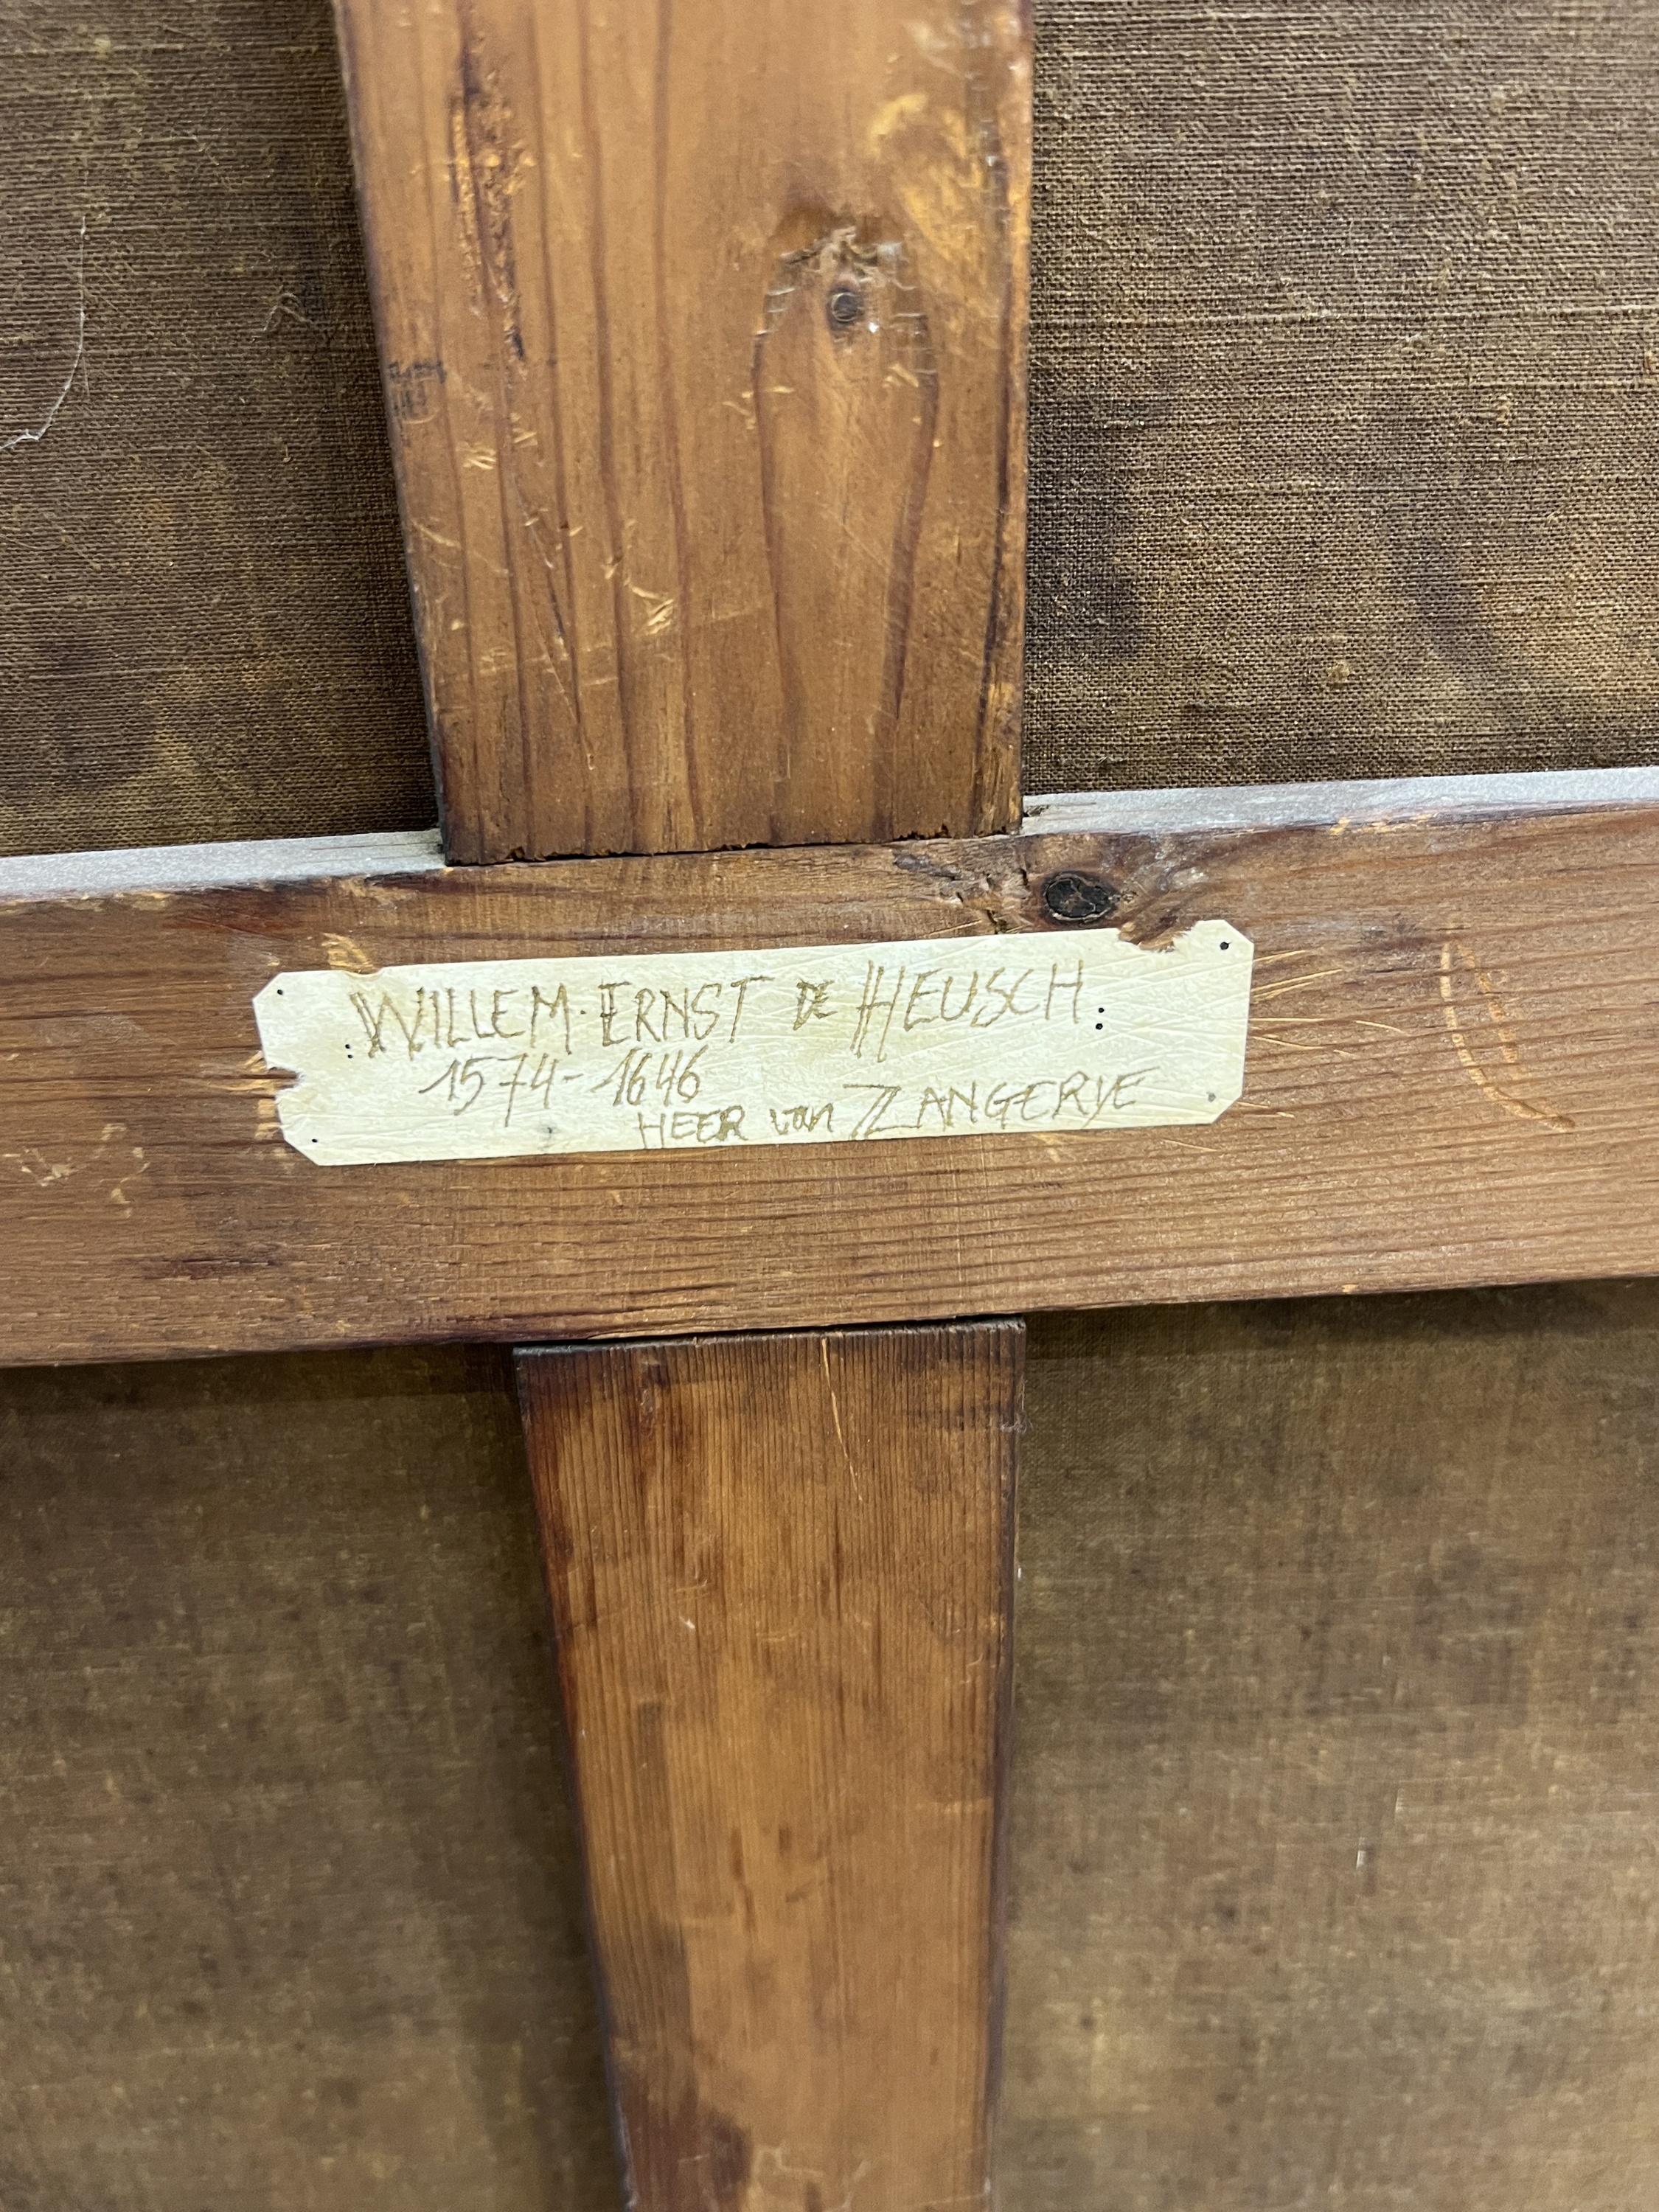 WILLEM·ERNST DE HEUSCH:
1574-1646
HEER van ZANGERYE